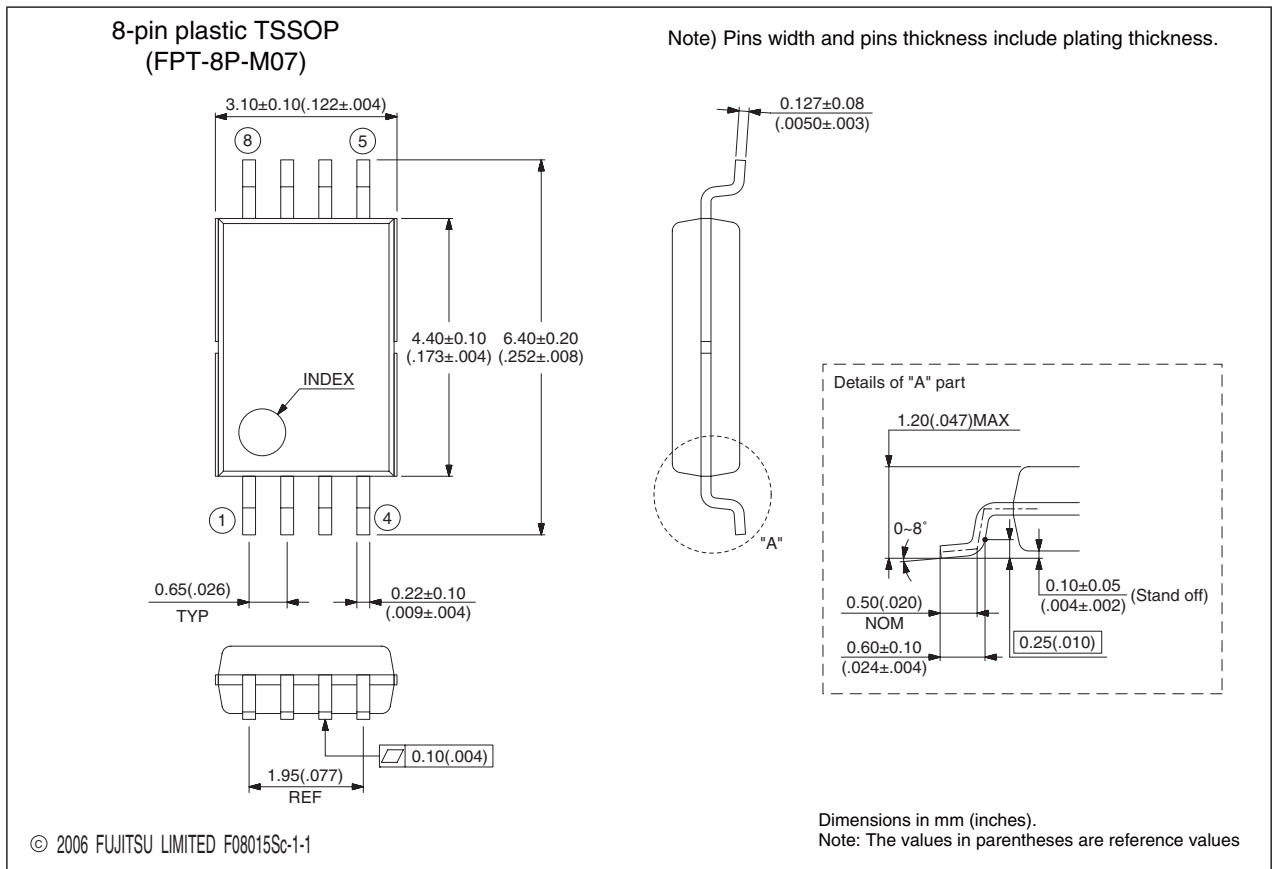 8-pin plastic TSSOP
(FPT-8P-M07)
Note) Pins width and pins thickness include plating thickness.
3.10±0.10(.122±.004)
0.127±0.08
(.0050±.003)
8
5
4.40±0.10
(.173±.004)
6.40±0.20
(.252±.008)
INDEX
1
4
"A"
0.65(.026)
TYP
0.22±0.10
(.009±.004)
Details of "A" part
1.20(.047)MAX
0~8°
0.10±0.05
(.004±.002)
(Stand off)
0.50(.020)
NOM
0.60±0.10
(.024±.004)
0.25(.010)
0.10(.004)
1.95(.077)
REF
© 2006 FUJITSU LIMITED F08015Sc-1-1
Dimensions in mm (inches).
Note: The values in parentheses are reference values